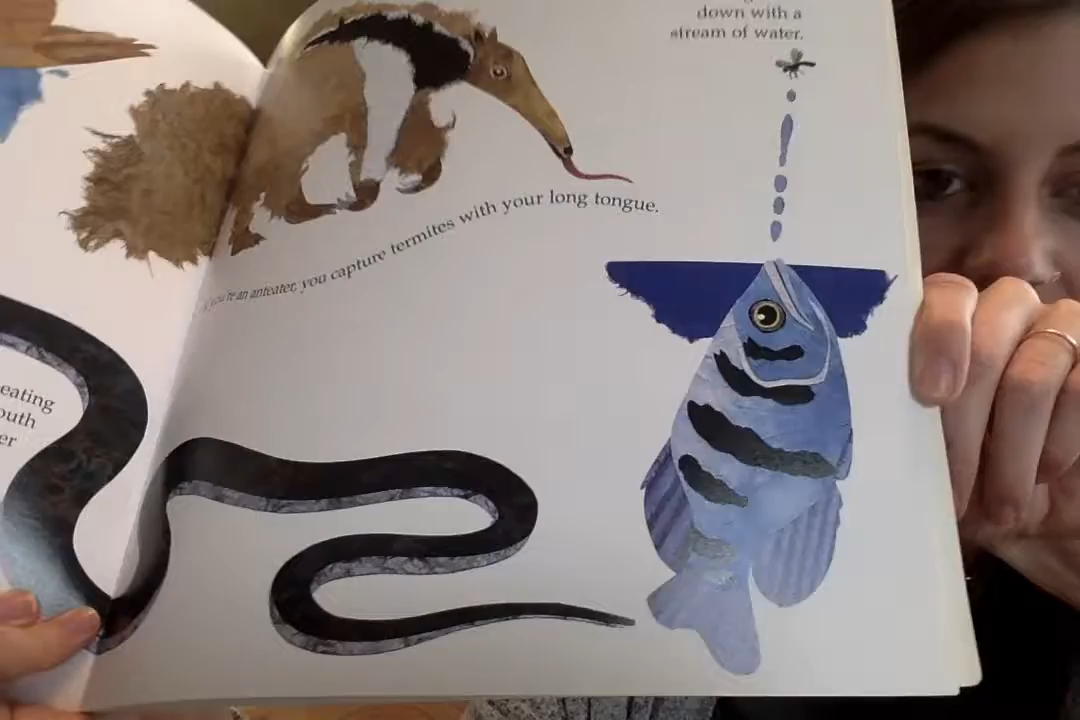 down with a
stream of water.
you're an anteater, you capture termites with your long tongue.
eating
outh
er